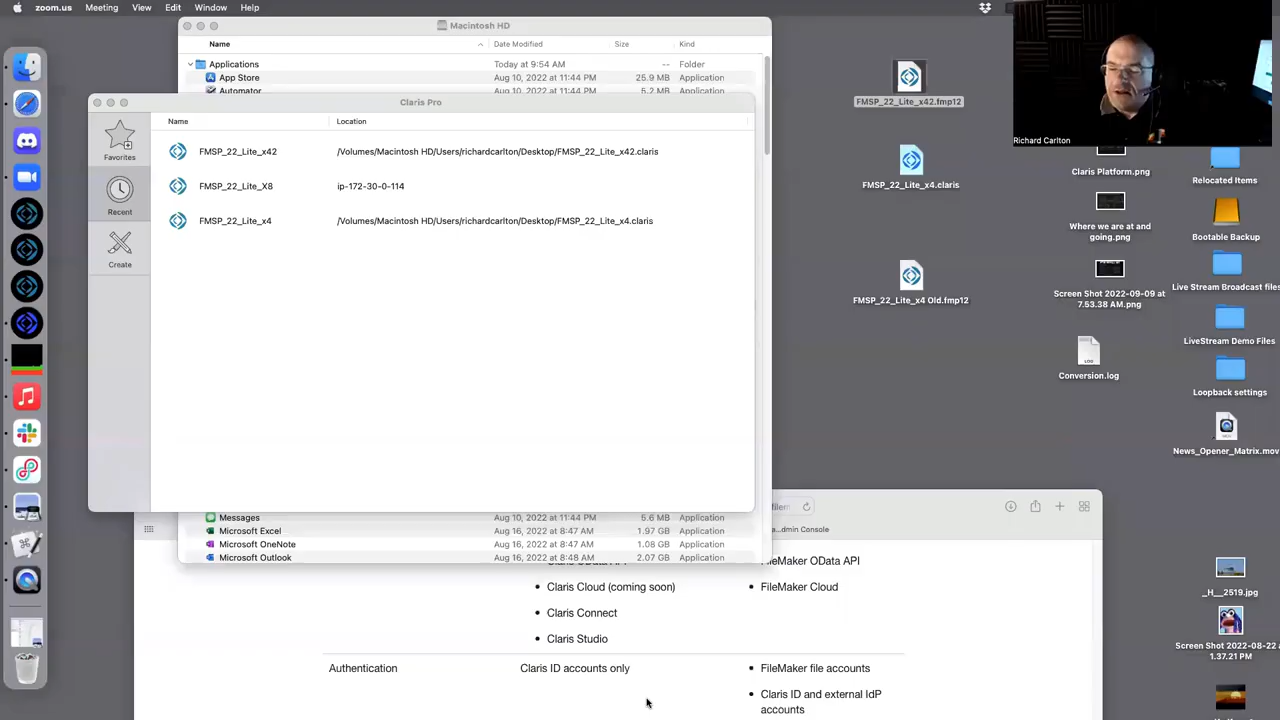 zoom.us Meeting View Edit Window Help
Macintosh HD
Name Date Modified Size Kind
Applications Today at 9:54 AM -- Folder
App Store Aug 10, 2022 at 11:44 PM 25.9 MB Application
Automator Aug 10, 2022 at 11:44 PM 5.2 MB Application
Claris Pro
Name Location
Favorites
Recent
Create
FMSP_22_Lite_x42 /Volumes/Macintosh HD/Users/richardcarlton/Desktop/FMSP_22_Lite_x42.claris
FMSP_22_Lite_X8 ip-172-30-0-114
FMSP_22_Lite_x4 /Volumes/Macintosh HD/Users/richardcarlton/Desktop/FMSP_22_Lite_x4.claris
Messages Aug 10, 2022 at 11:44 PM 5.6 MB Application
Microsoft Excel Aug 16, 2022 at 8:47 AM 1.97 GB Application
Microsoft OneNote Aug 16, 2022 at 8:47 AM 1.08 GB Application
Microsoft Outlook Aug 16, 2022 at 8:48 AM 2.07 GB Application
...dmin Console
FileMaker OData API
• Claris Cloud (coming soon)
• FileMaker Cloud
• Claris Connect
• Claris Studio
Authentication
Claris ID accounts only
• FileMaker file accounts
• Claris ID and external IdP
accounts
FMSP_22_Lite_x42.fmp12
FMSP_22_Lite_x4.claris
FMSP_22_Lite_x4 Old.fmp12
Richard Carlton
Claris Platform.png
Where we are at and
going.png
Screen Shot 2022-09-09 at
7.53.38 AM.png
LOG
Conversion.log
Relocated Items
Bootable Backup
Live Stream Broadcast files
LiveStream Demo Files
Loopback settings
News_Opener_Matrix.mov
_H__2519.jpg
Screen Shot 2022-08-22 a
1.37.21 PM